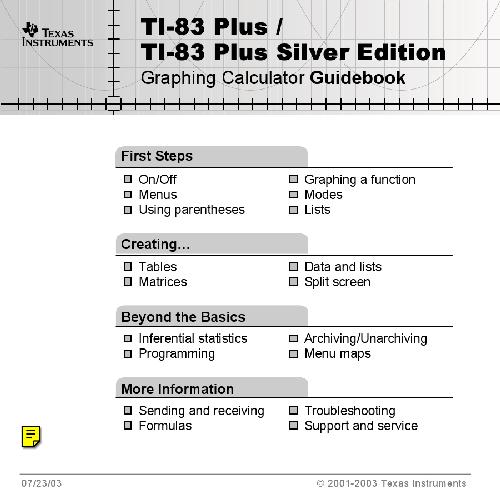 TEXAS
INSTRUMENTS
TI-83 Plus /
TI-83 Plus Silver Edition
Graphing Calculator Guidebook
First Steps
On/Off
Menus
Using parentheses
Graphing a function
Modes
Lists
Creating…
Tables
Matrices
Data and lists
Split screen
Beyond the Basics
Inferential statistics
Programming
Archiving/Unarchiving
Menu maps
More Information
Sending and receiving
Formulas
Troubleshooting
Support and service
07/23/03
© 2001-2003 Texas Instruments